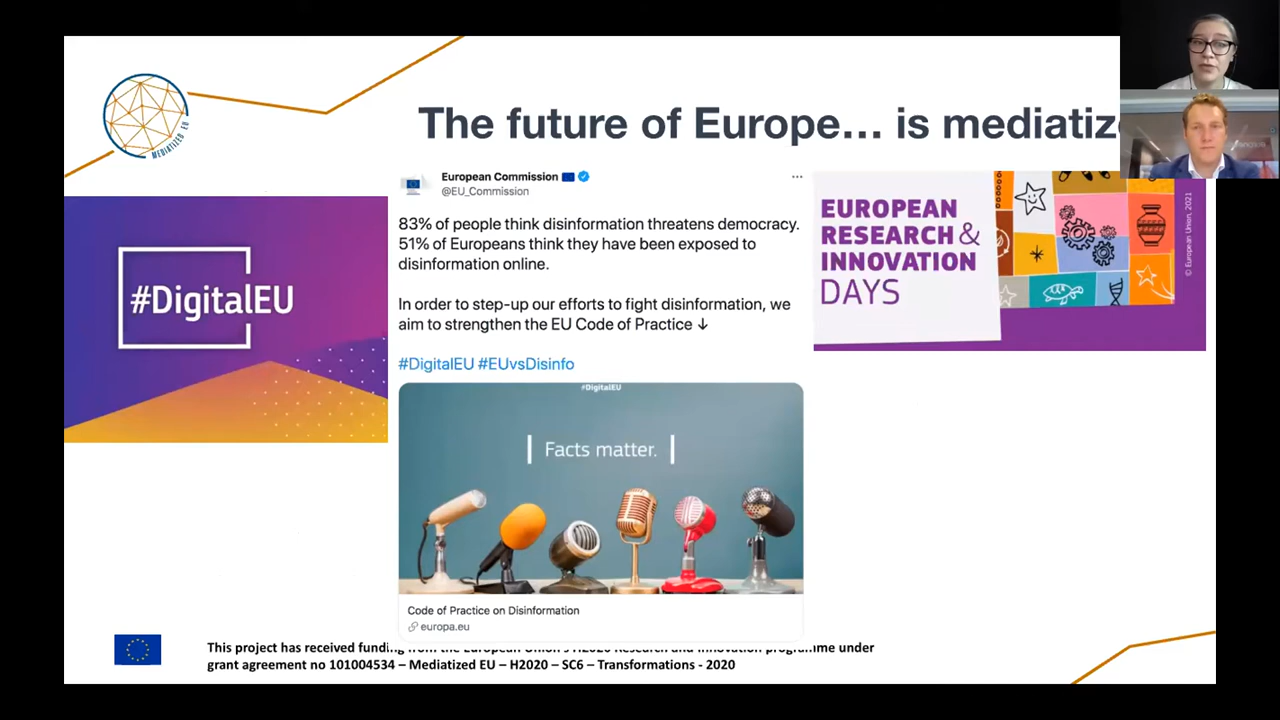 The future of Europe… is mediatiz
MEDIATIZED EU
European Commission
@EU_Commission
83% of people think disinformation threatens democracy.
51% of Europeans think they have been exposed to
disinformation online.
In order to step-up our efforts to fight disinformation, we
aim to strengthen the EU Code of Practice ↓
#DigitalEU #EUvsDisinfo
#DigitalEU
Facts matter.
Code of Practice on Disinformation
europa.eu
#DigitalEU
EUROPEAN
RESEARCH &
INNOVATION
DAYS
© European Union, 2021
This project has received funding from the European Union's H2020 Research and Innovation programme under
grant agreement no 101004534 – Mediatized EU – H2020 – SC6 – Transformations - 2020